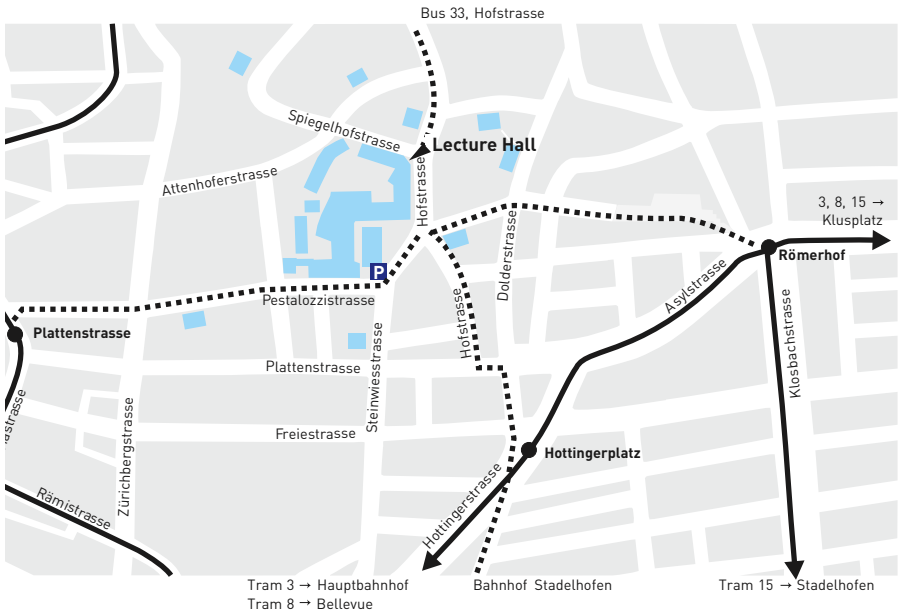 Bus 33, Hofstrasse
Spiegelhofstrasse
Lecture Hall
Attenhoferstrasse
Hofstrasse
3, 8, 15 →
Klusplatz
Dolderstrasse
Römerhof
P
Asylstrasse
Pestalozzistrasse
Plattenstrasse
Hofstrasse
Klosbachstrasse
Steinwiesstrasse
Plattenstrasse
astrasse
Zürichbergstrasse
Freiestrasse
Hottingerplatz
Hottingerstrasse
Rämistrasse
Tram 3 → Hauptbahnhof
Tram 8 → Bellevue
Bahnhof Stadelhofen
Tram 15 → Stadelhofen